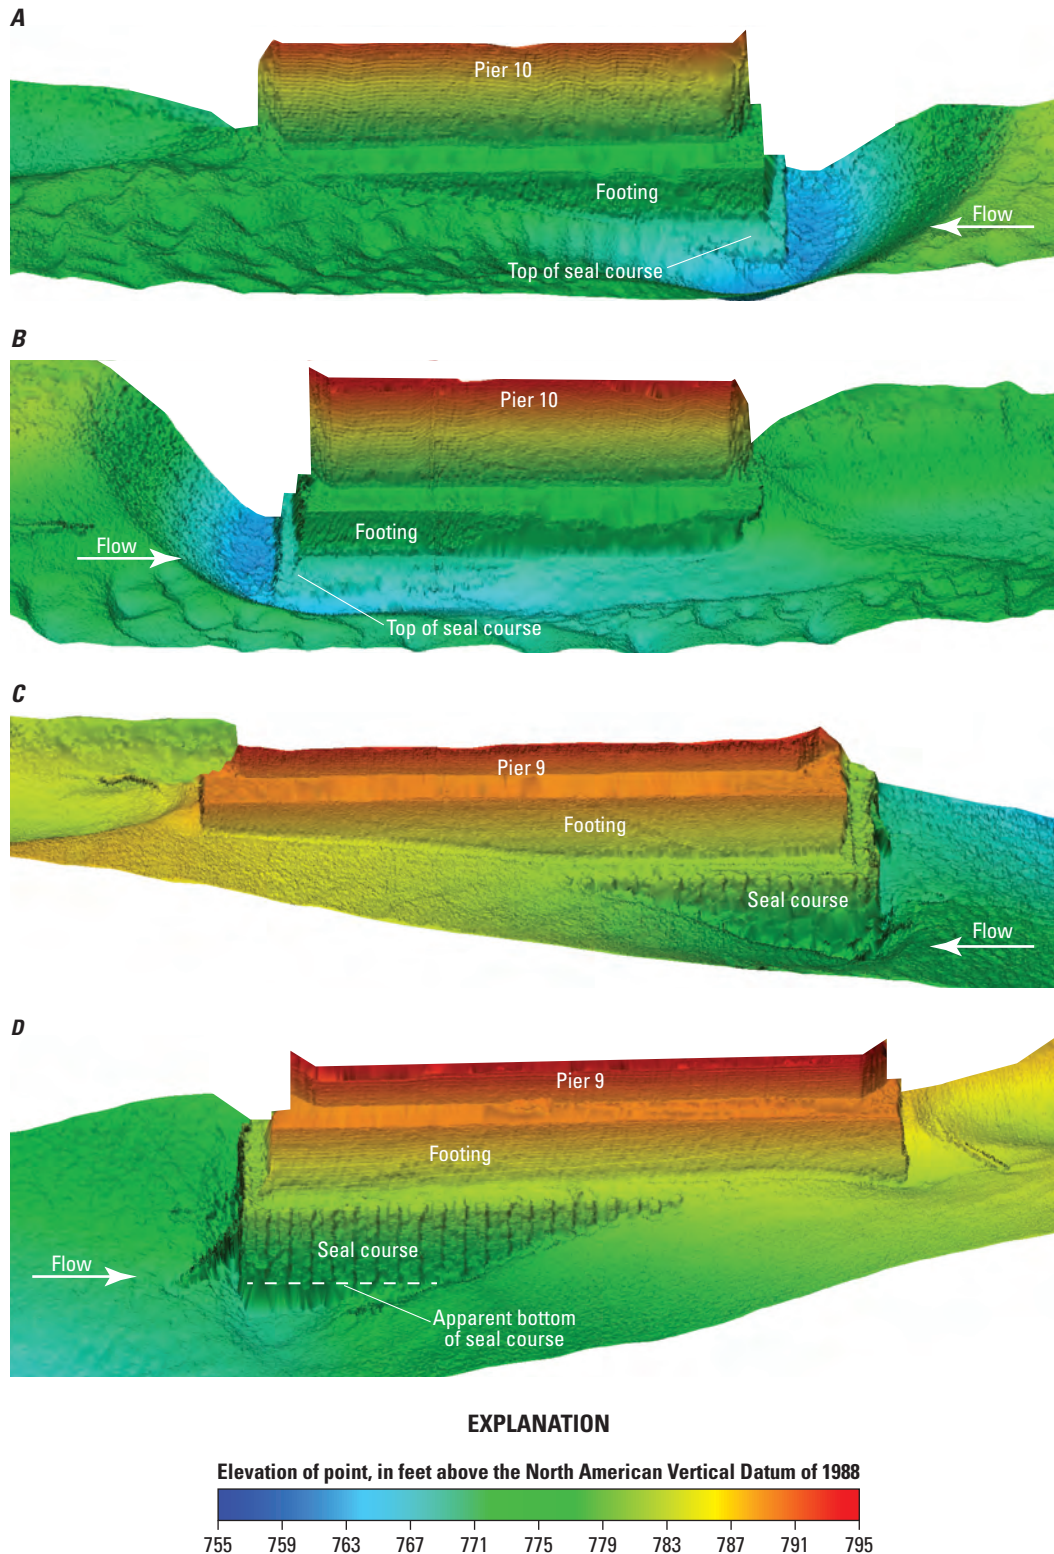 A
Pier 10
Footing
Flow
Top of seal course
B
Pier 10
Footing
Flow
Top of seal course
C
Pier 9
Footing
Seal course
Flow
D
Pier 9
Footing
Seal course
Flow
Apparent bottom
of seal course
EXPLANATION
Elevation of point, in feet above the North American Vertical Datum of 1988
755 759 763 767 771 775 779 783 787 791 795